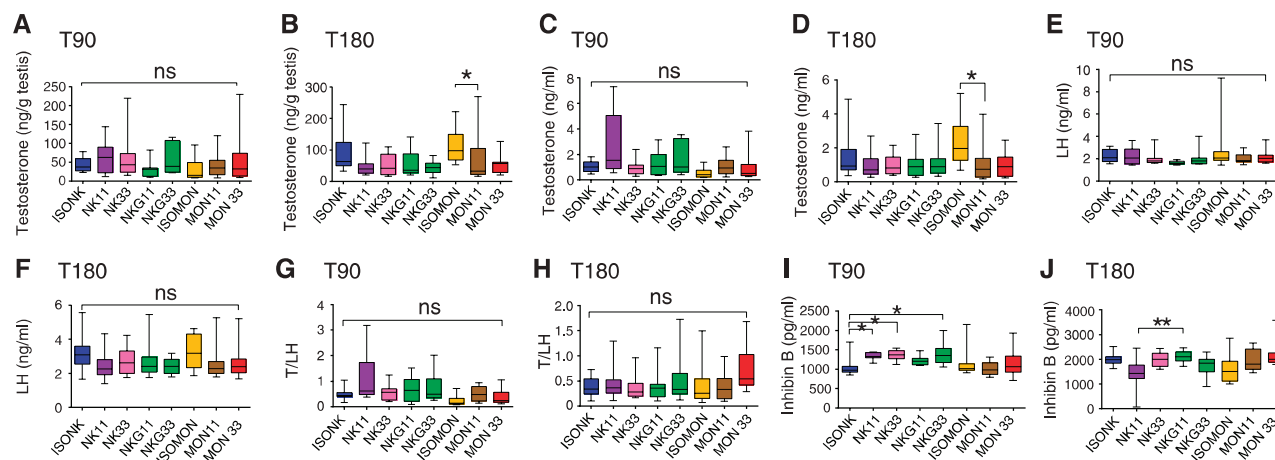 A T90
Testosterone (ng/g testis)
250
200
150
100
50
0
ns
ISONK NK11 NK33 NKG11 NKG33 ISOMON MON11 MON 33
B T180
Testosterone (ng/g testis)
300
200
100
0
*
ISONK NK11 NK33 NKG11 NKG33 ISOMON MON11 MON 33
C T90
Testosterone (ng/ml)
8
6
4
2
0
ns
ISONK NK11 NK33 NKG11 NKG33 ISOMON MON11 MON 33
D T180
Testosterone (ng/ml)
6
4
2
0
*
ISONK NK11 NK33 NKG11 NKG33 ISOMON MON11 MON 33
E T90
LH (ng/ml)
10
8
6
4
2
0
ns
ISONK NK11 NK33 NKG11 NKG33 ISOMON MON11 MON 33
F T180
LH (ng/ml)
6
4
2
0
ns
ISONK NK11 NK33 NKG11 NKG33 ISOMON MON11 MON 33
G T90
T/LH
4
3
2
1
0
ns
ISONK NK11 NK33 NKG11 NKG33 ISOMON MON11 MON 33
H T180
T/LH
2.0
1.5
1.0
0.5
0.0
ns
ISONK NK11 NK33 NKG11 NKG33 ISOMON MON11 MON 33
I T90
Inhibin B (pg/ml)
2500
2000
1500
1000
500
0
* * *
ISONK NK11 NK33 NKG11 NKG33 ISOMON MON11 MON 33
J T180
Inhibin B (pg/ml)
4000
3000
2000
1000
0
**
ISONK NK11 NK33 NKG11 NKG33 ISOMON MON11 MON 33